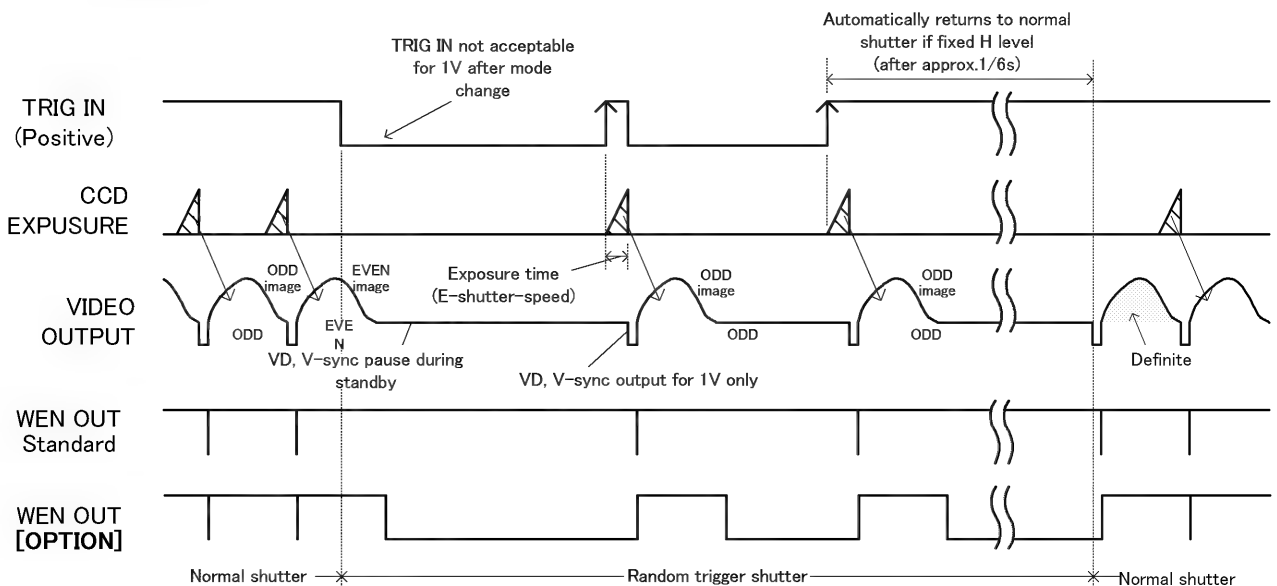 Automatically returns to normal
shutter if fixed H level
(after approx.1/6s)
TRIG IN not acceptable
for 1V after mode
change
TRIG IN
(Positive)
CCD
EXPUSURE
Exposure time
(E-shutter-speed)
ODD
image
EVEN
image
ODD
image
ODD
image
VIDEO
OUTPUT
ODD
EVE
N
ODD
ODD
VD, V-sync pause during
standby
VD, V-sync output for 1V only
Definite
WEN OUT
Standard
WEN OUT
[OPTION]
Normal shutter
Random trigger shutter
Normal shutter